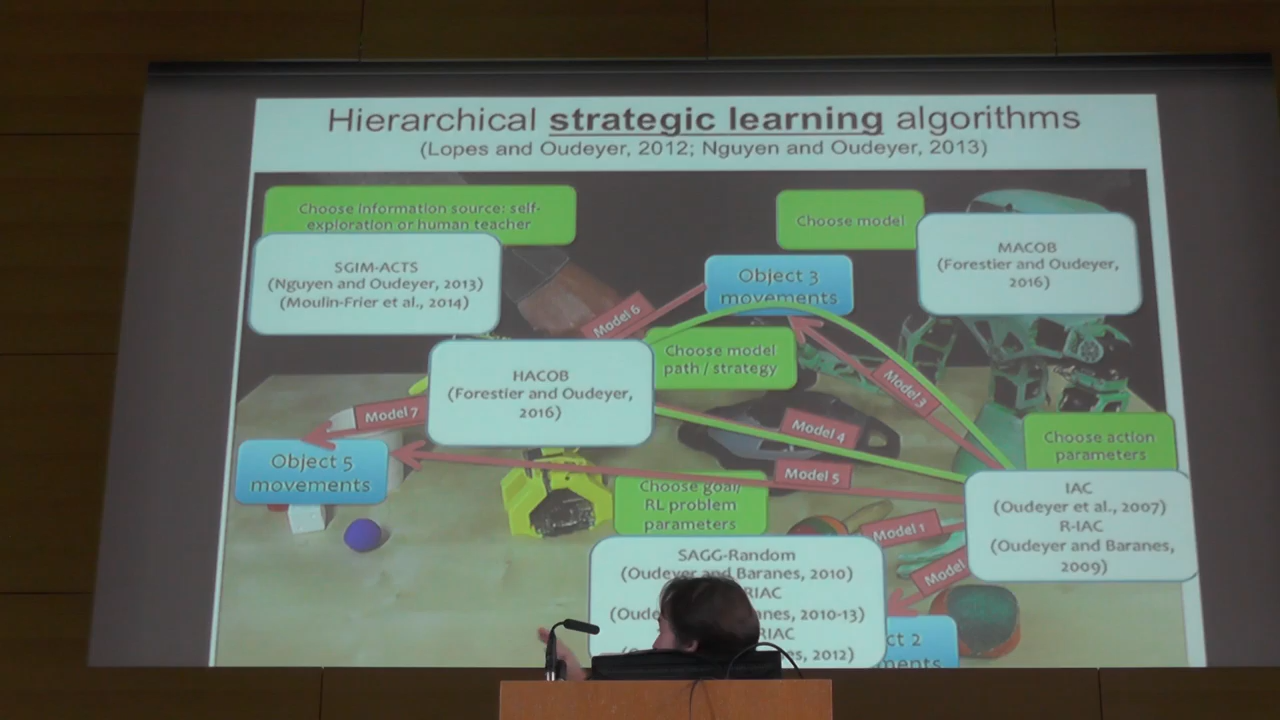 Hierarchical strategic learning algorithms
(Lopes and Oudeyer, 2012; Nguyen and Oudeyer, 2013)
Choose information source: self-
exploration or human teacher
SGIM-ACTS
(Nguyen and Oudeyer, 2013)
(Moulin-Frier et al., 2014)
Choose model
MACOB
(Forestier and Oudeyer,
2016)
Object 3
movements
Model 6
Choose model
path / strategy
HACOB
(Forestier and Oudeyer,
2016)
Model 3
Model 7
Model 4
Choose action
parameters
Object 5
movements
Model 5
Choose goal/
RL problem
parameters
IAC
(Oudeyer et al., 2007)
R-IAC
(Oudeyer and Baranes,
2009)
Model 1
Model
SAGG-Random
(Oudeyer and Baranes, 2010)
RIAC
2010-13)
RIAC
2012)
2